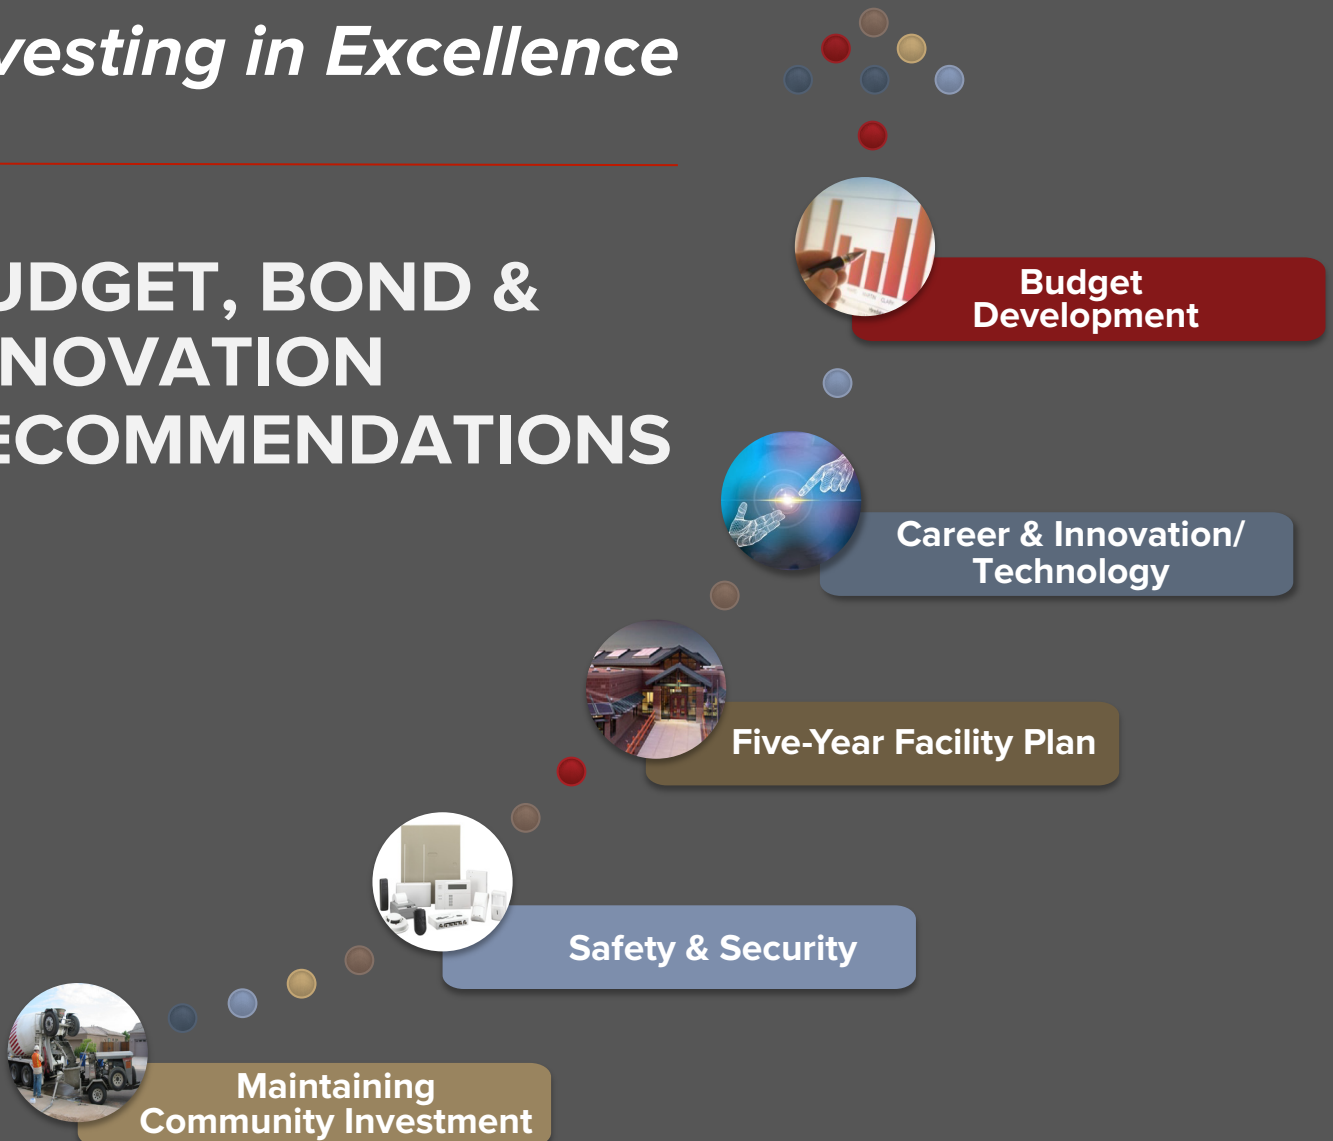 vesting in Excellence
UDGET, BOND &
NOVATION
ECOMMENDATIONS
Budget
Development
Career & Innovation/
Technology
Five-Year Facility Plan
Safety & Security
Maintaining
Community Investment